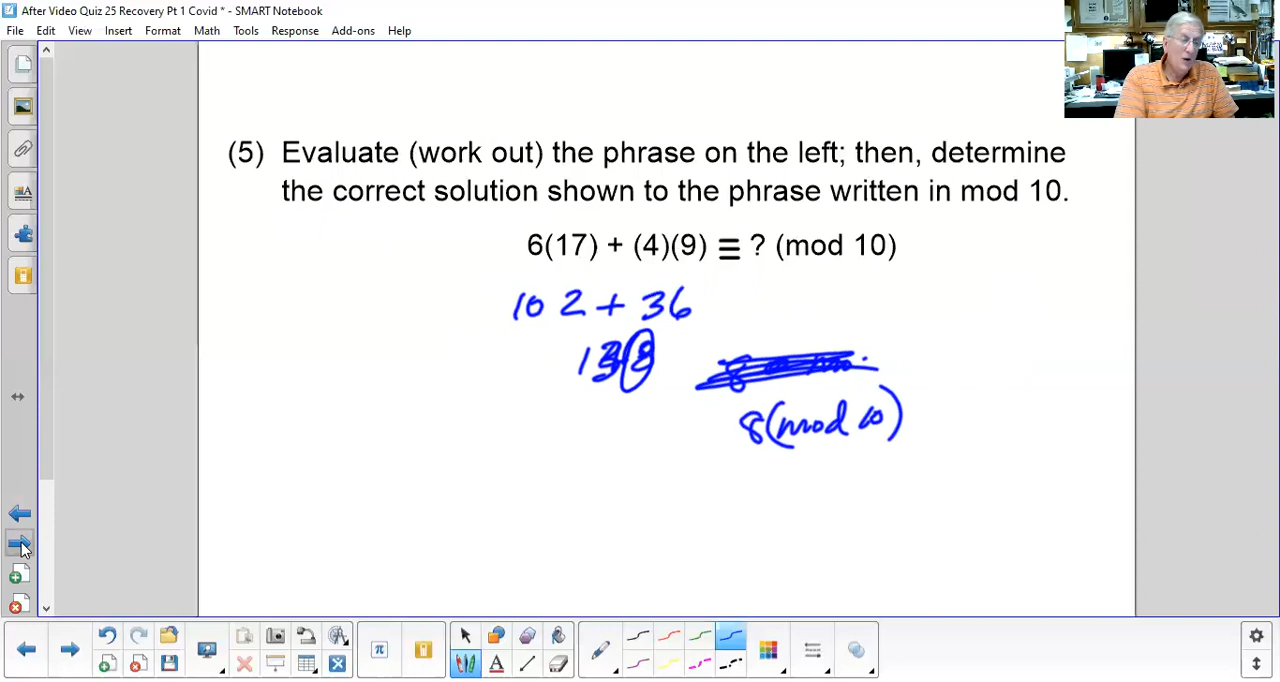 After Video Quiz 25 Recovery Pt 1 Covid * - SMART Notebook
File Edit View Insert Format Math Tools Response Add-ons Help
(5) Evaluate (work out) the phrase on the left; then, determine
the correct solution shown to the phrase written in mod 10.
6(17) + (4)(9) ≡ ? (mod 10)
102 + 36
138
8(mod 10)